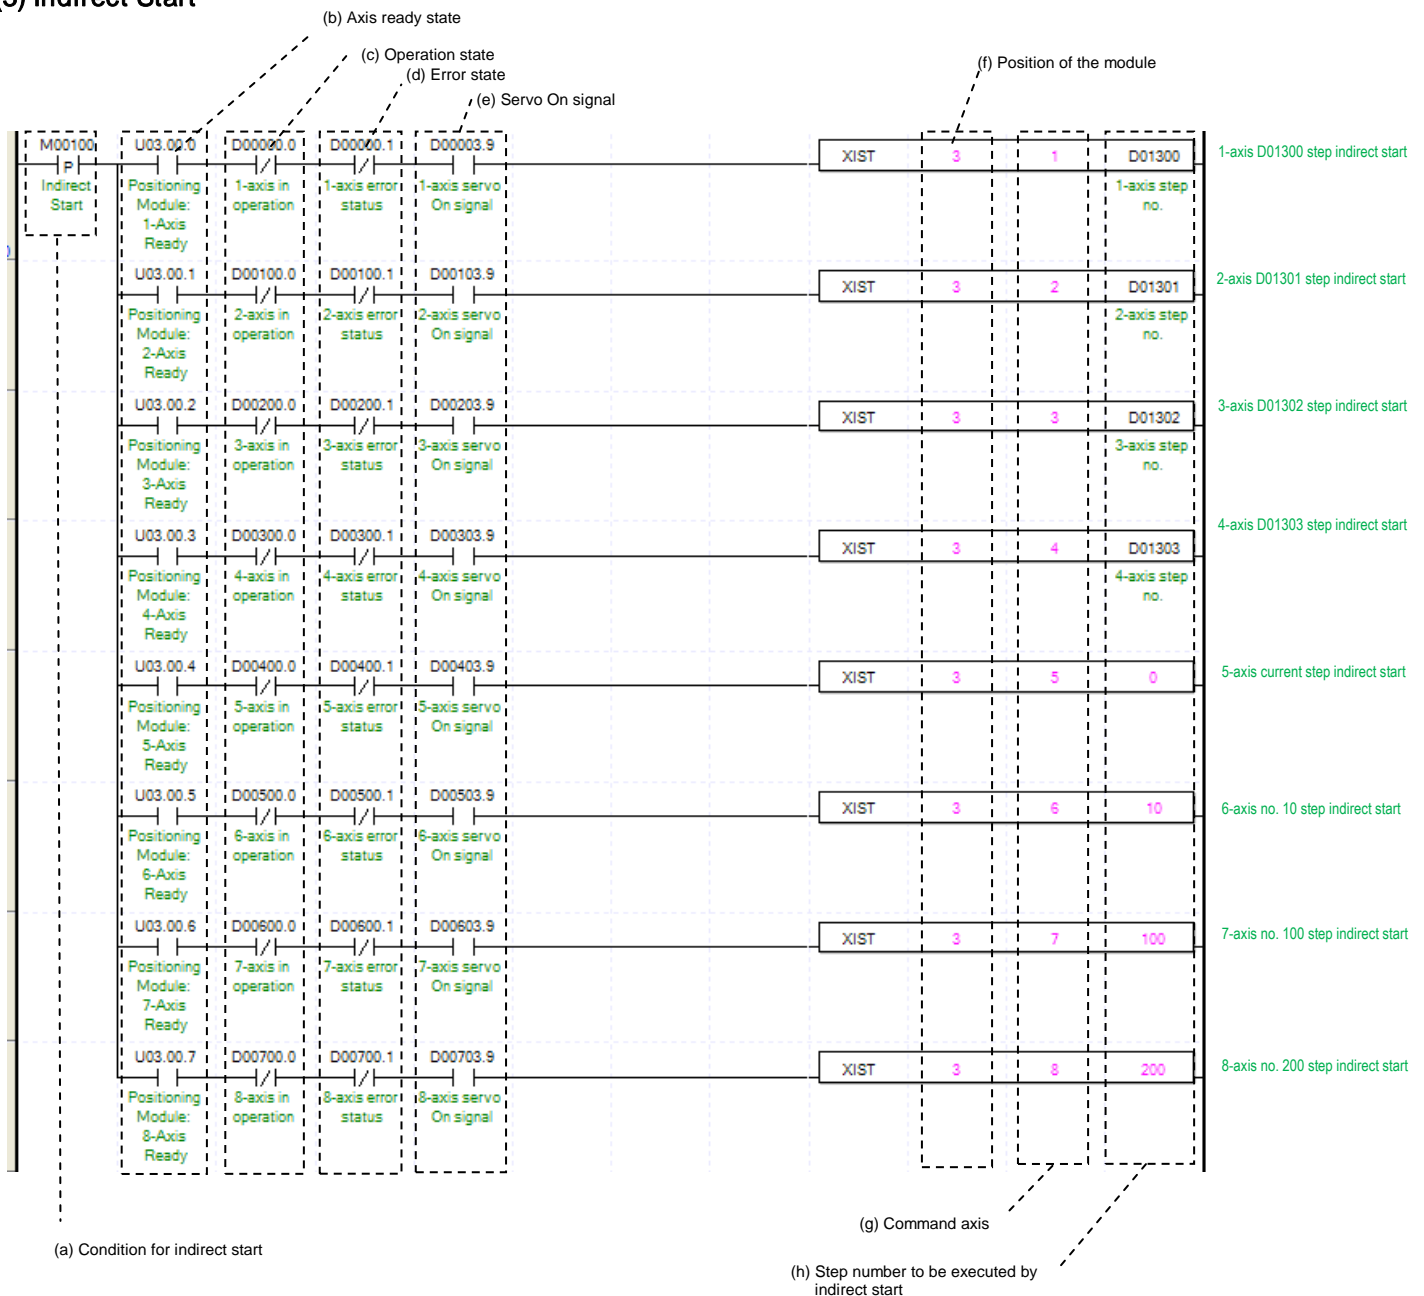 (3) Indirect Start
(b) Axis ready state
(c) Operation state
(d) Error state
(e) Servo On signal
(f) Position of the module
M00100 U03.00.0 D00000.0 D00000.1 D00003.9
P
XIST 3 1 D01300
1-axis D01300 step indirect start
Indirect Positioning 1-axis in 1-axis error 1-axis servo 1-axis step
Start Module: operation status On signal no.
1-Axis
Ready
U03.00.1 D00100.0 D00100.1 D00103.9
XIST 3 2 D01301
2-axis D01301 step indirect start
Positioning 2-axis in 2-axis error 2-axis servo 2-axis step
Module: operation status On signal no.
2-Axis
Ready
U03.00.2 D00200.0 D00200.1 D00203.9
XIST 3 3 D01302
3-axis D01302 step indirect start
Positioning 3-axis in 3-axis error 3-axis servo 3-axis step
Module: operation status On signal no.
3-Axis
Ready
U03.00.3 D00300.0 D00300.1 D00303.9
XIST 3 4 D01303
4-axis D01303 step indirect start
Positioning 4-axis in 4-axis error 4-axis servo 4-axis step
Module: operation status On signal no.
4-Axis
Ready
U03.00.4 D00400.0 D00400.1 D00403.9
XIST 3 5 0
5-axis current step indirect start
Positioning 5-axis in 5-axis error 5-axis servo
Module: operation status On signal
5-Axis
Ready
U03.00.5 D00500.0 D00500.1 D00503.9
XIST 3 6 10
6-axis no. 10 step indirect start
Positioning 6-axis in 6-axis error 6-axis servo
Module: operation status On signal
6-Axis
Ready
U03.00.6 D00600.0 D00600.1 D00603.9
XIST 3 7 100
7-axis no. 100 step indirect start
Positioning 7-axis in 7-axis error 7-axis servo
Module: operation status On signal
7-Axis
Ready
U03.00.7 D00700.0 D00700.1 D00703.9
XIST 3 8 200
8-axis no. 200 step indirect start
Positioning 8-axis in 8-axis error 8-axis servo
Module: operation status On signal
8-Axis
Ready
(g) Command axis
(a) Condition for indirect start
(h) Step number to be executed by
indirect start